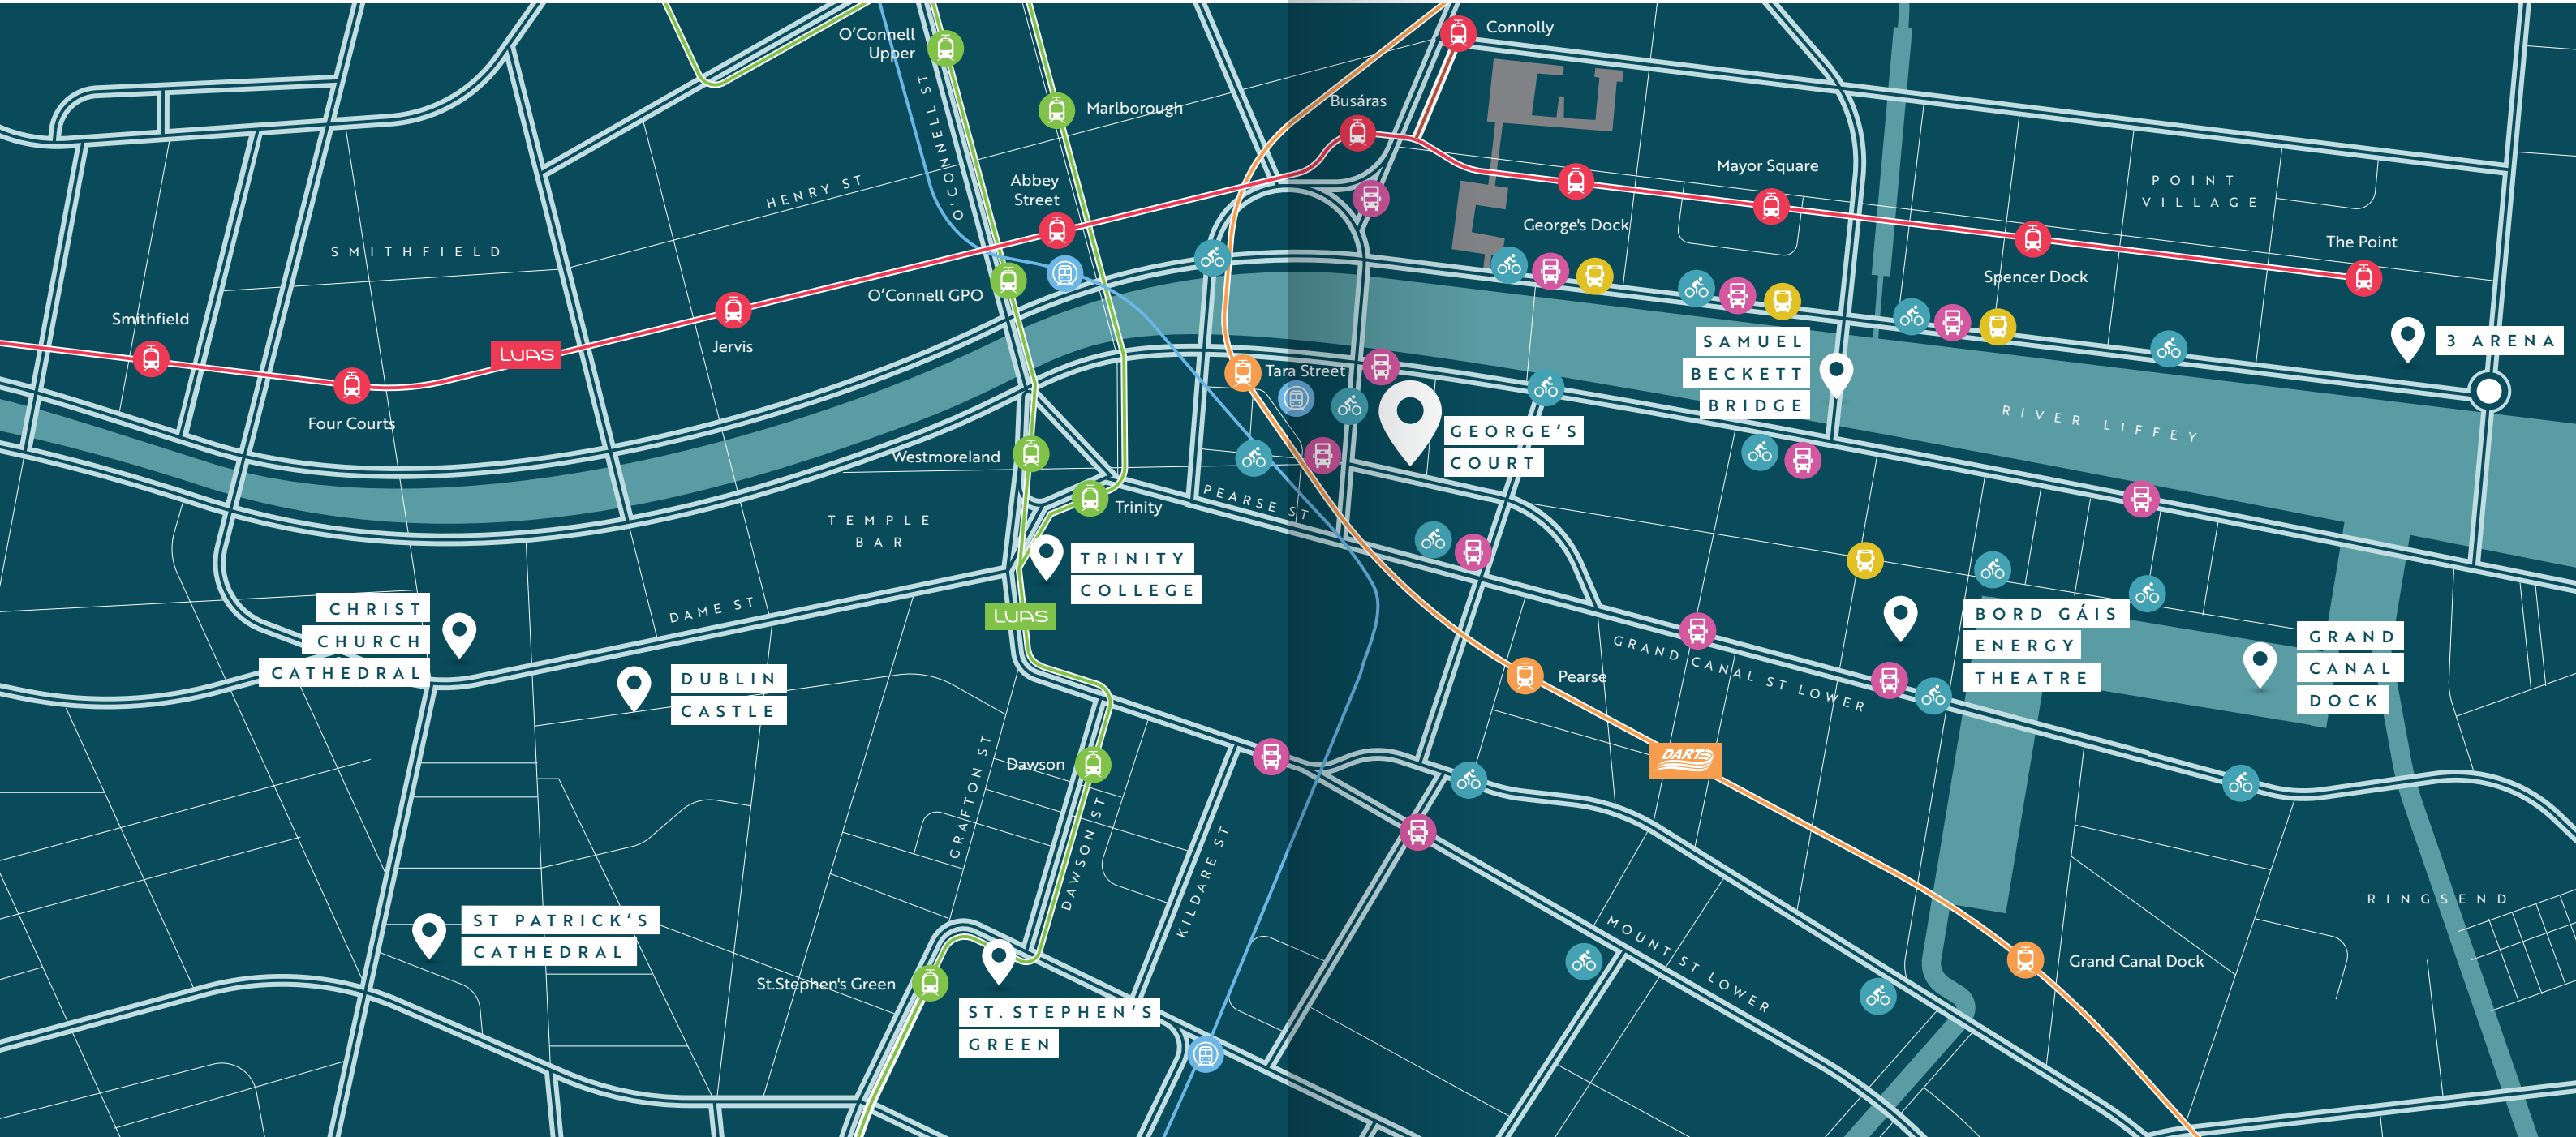 Connolly
O'Connell
Upper
O'CONNELL ST
Marlborough
Busáras
HENRY ST
Abbey
Street
Mayor Square
POINT
VILLAGE
George's Dock
SMITHFIELD
The Point
Spencer Dock
O'Connell GPO
Smithfield
LUAS
Jervis
Four Courts
Tara Street
SAMUEL
BECKETT
BRIDGE
3 ARENA
RIVER LIFFEY
GEORGE'S
COURT
Westmoreland
Trinity
PEARSE ST
TEMPLE
BAR
TRINITY
COLLEGE
LUAS
DAME ST
CHRIST
CHURCH
CATHEDRAL
DUBLIN
CASTLE
BORD GÁIS
ENERGY
THEATRE
GRAND
CANAL
DOCK
GRAND CANAL ST LOWER
Pearse
DART
Dawson
GRAFTON ST
DAWSON ST
KILDARE ST
ST PATRICK'S
CATHEDRAL
RINGSEND
MOUNT ST LOWER
Grand Canal Dock
St.Stephen's Green
ST. STEPHEN'S
GREEN